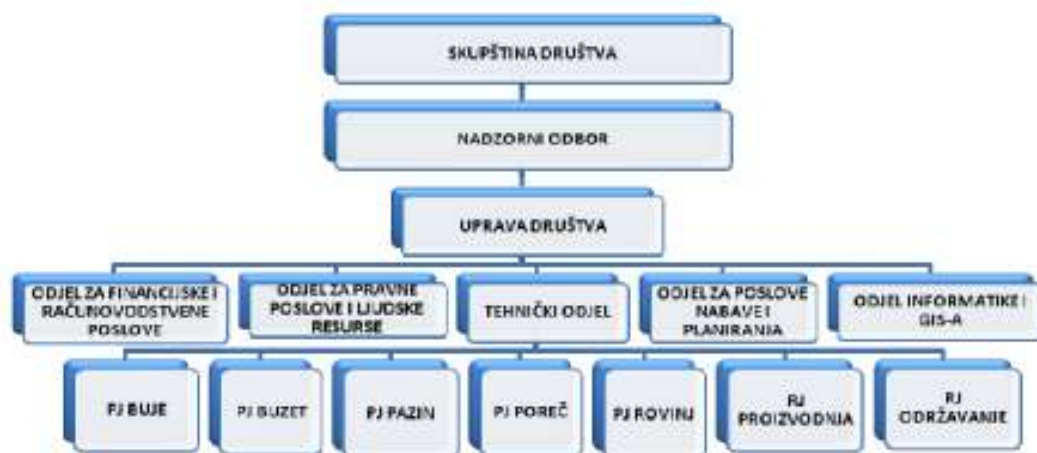 SKUPŠTINA DRUŠTVA
NADZORNI ODBOR
UPRAVA DRUŠTVA
ODJEL ZA FINANCIJSKE I
RAČUNOVODSTVENE
POSLOVE
ODJEL ZA PRAVNE
POSLOVE I LJUDSKE
RESURSE
TEHNIČKI ODJEL
ODJEL ZA POSLOVE
NABAVE I
PLANIRANJA
ODJEL INFORMATIKE I
GIS-A
PJ BUJE
PJ BUZET
PJ PAZIN
PJ POREČ
PJ ROVINJ
RJ
PROIZVODNJA
RJ
ODRŽAVANJE